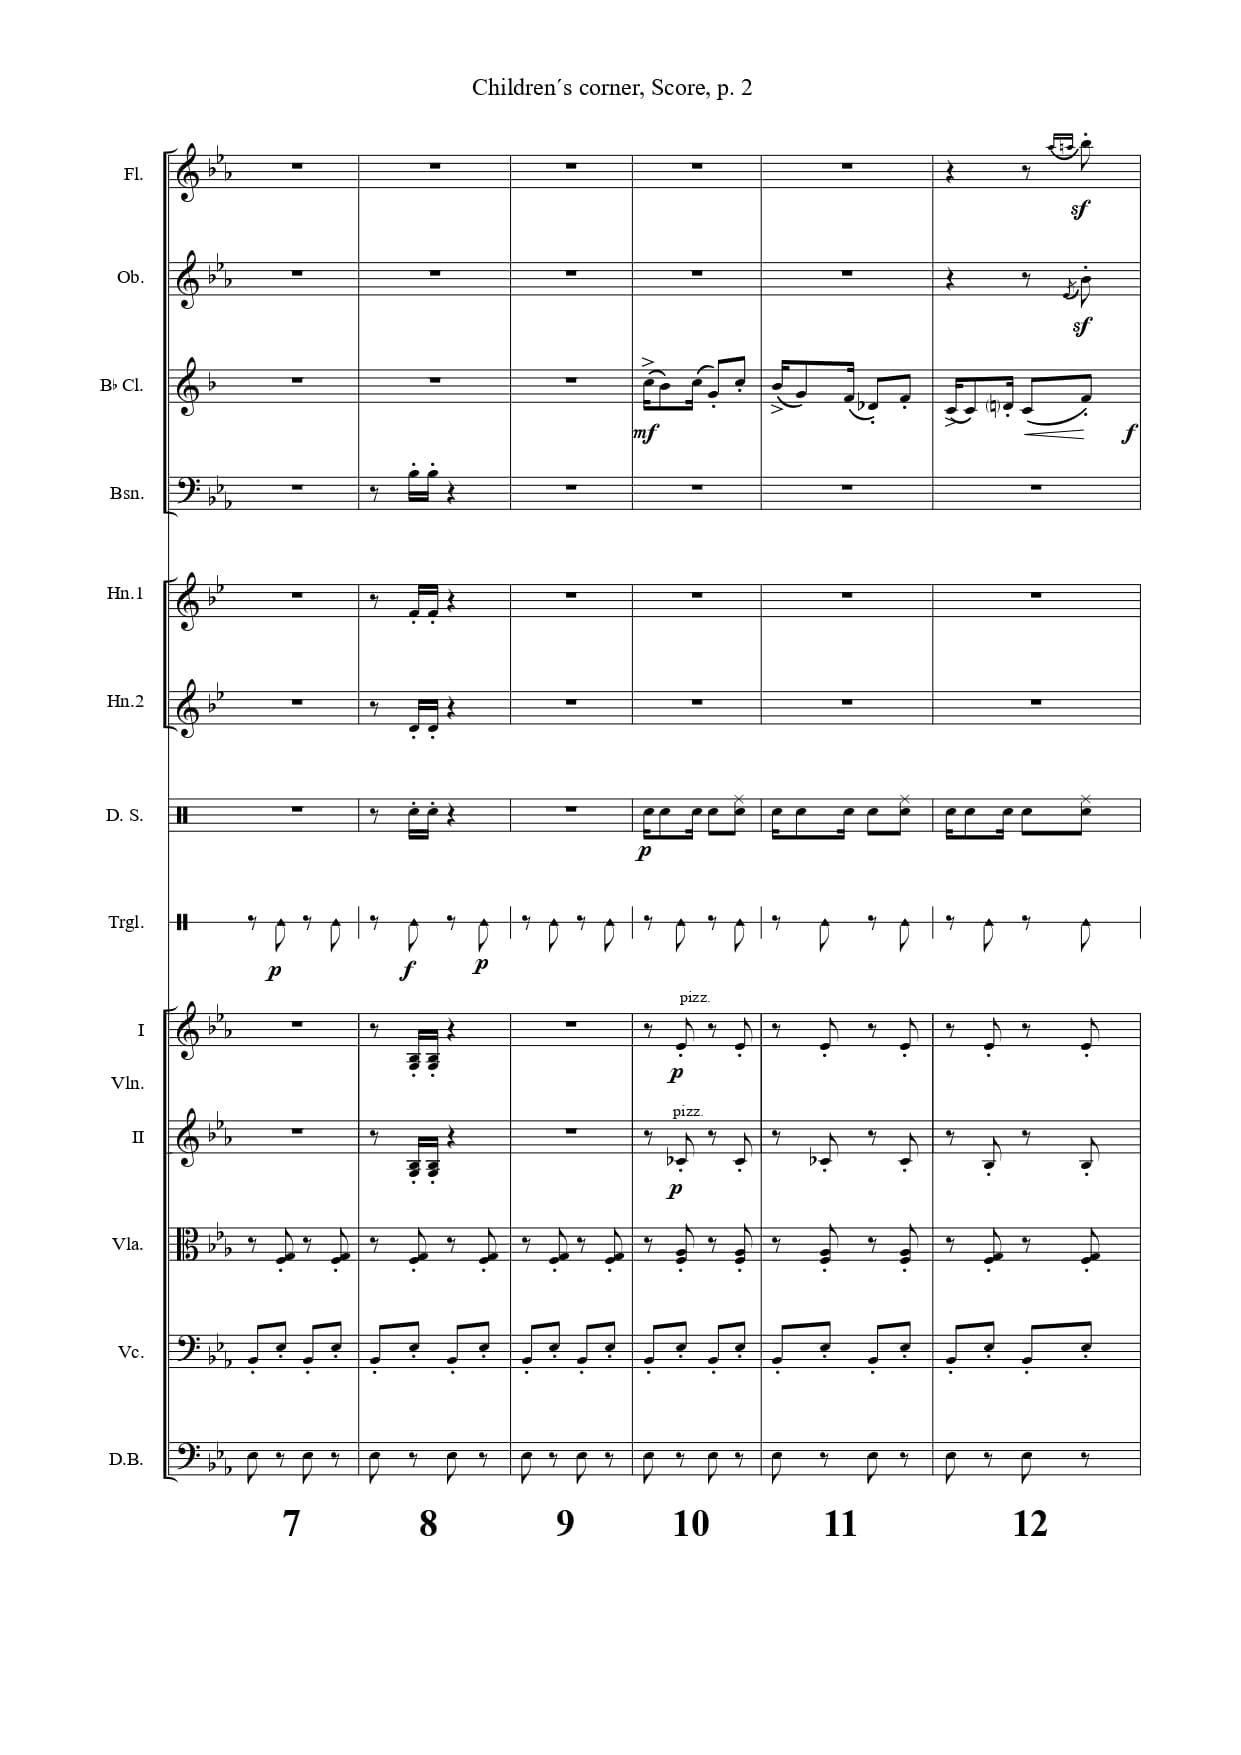 Children´s corner, Score, p. 2
Fl.
sf
Ob.
sf
B♭ Cl.
mf
f
Bsn.
Hn.1
Hn.2
D. S.
p
Trgl.
p f p
pizz.
I
p
Vln.
pizz.
II
p
Vla.
Vc.
D.B.
7 8 9 10 11 12